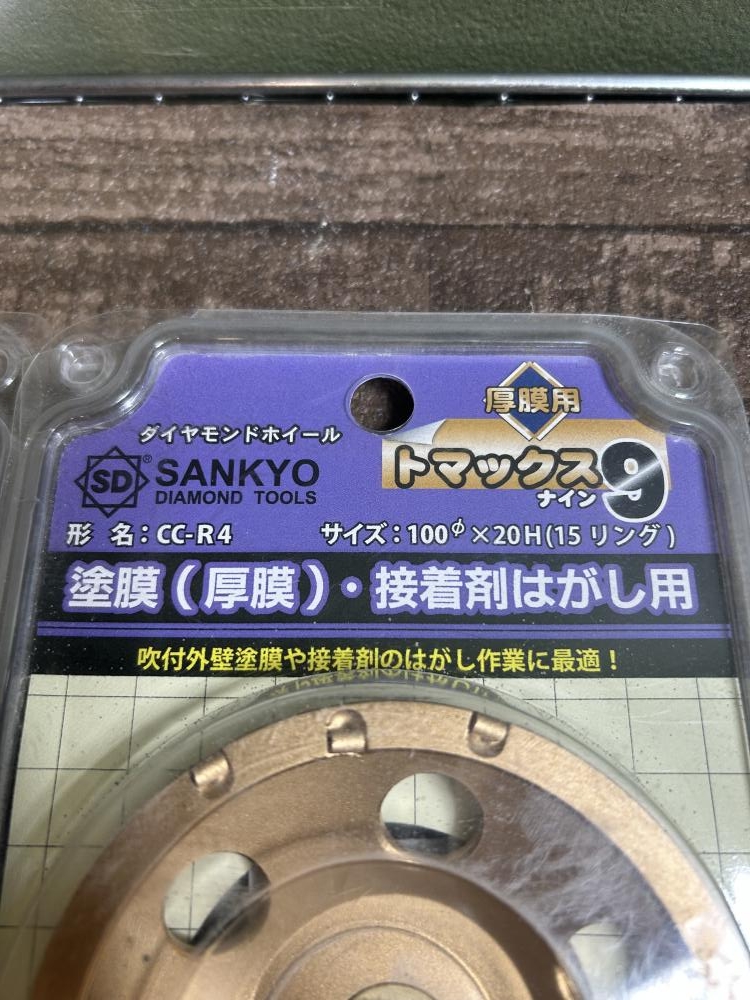 厚膜用
ダイヤモンドホイール
トマックス9
ナイン
SD® SANKYO
DIAMOND TOOLS
形 名：CC-R4 サイズ：100φ×20H(15リング)
塗膜(厚膜)・接着剤はがし用
吹付外壁塗膜や接着剤のはがし作業に最適！